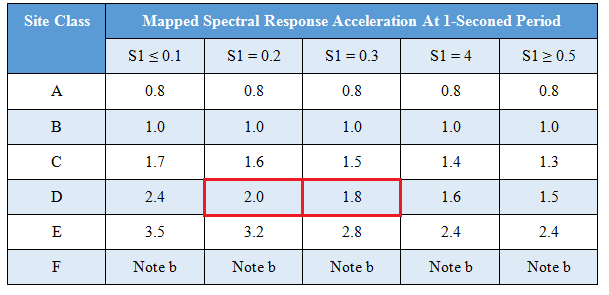 Site Class Mapped Spectral Response Acceleration At 1-Seconed Period
S1 ≤ 0.1 S1 = 0.2 S1 = 0.3 S1 = 4 S1 ≥ 0.5
A 0.8 0.8 0.8 0.8 0.8
B 1.0 1.0 1.0 1.0 1.0
C 1.7 1.6 1.5 1.4 1.3
D 2.4 2.0 1.8 1.6 1.5
E 3.5 3.2 2.8 2.4 2.4
F Note b Note b Note b Note b Note b